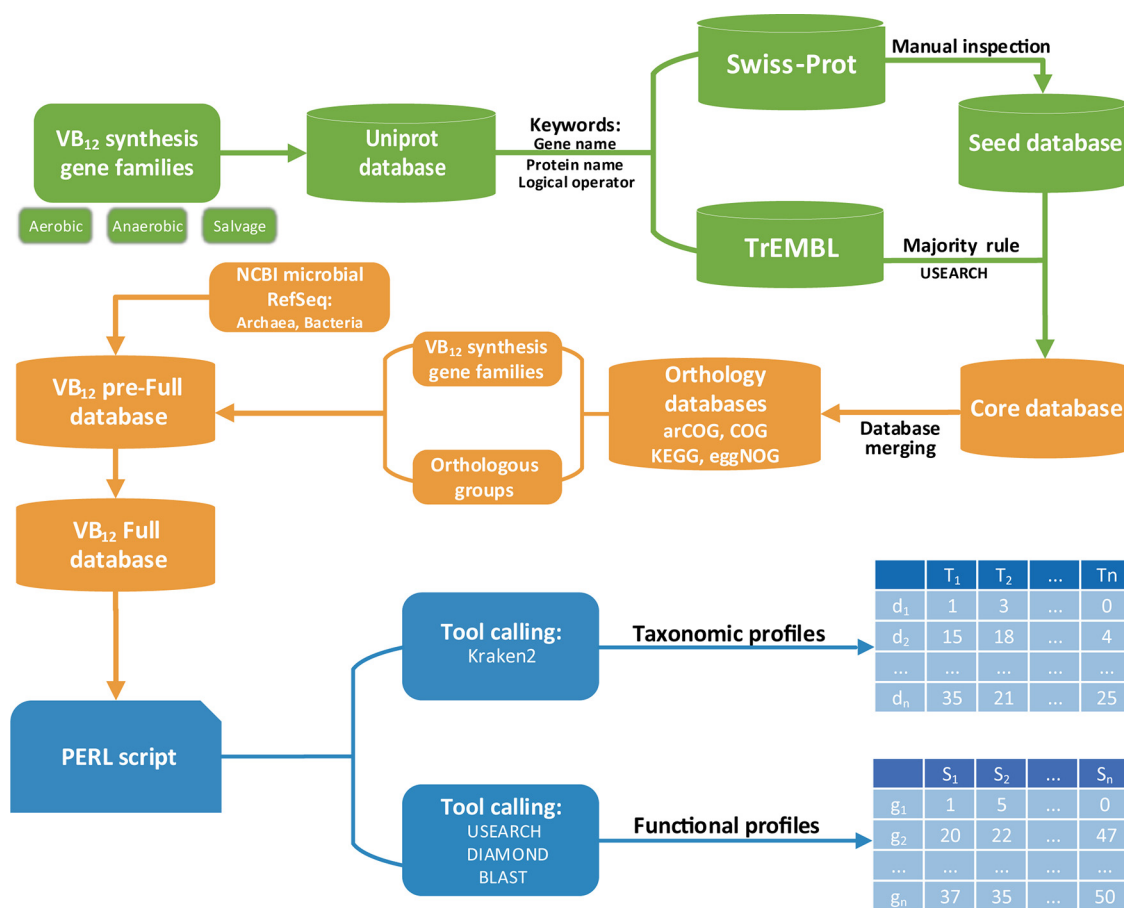 VB12 synthesis
gene families
Aerobic
Anaerobic
Salvage
Uniprot
database
Keywords:
Gene name
Protein name
Logical operator
Swiss-Prot
Manual inspection
Seed database
TrEMBL
Majority rule
USEARCH
NCBI microbial
RefSeq:
Archaea, Bacteria
VB12 pre-Full
database
VB12 synthesis
gene families
Orthologous
groups
Orthology
databases
arCOG, COG
KEGG, eggNOG
Database
merging
Core database
VB12 Full
database
PERL script
Tool calling:
Kraken2
Taxonomic profiles
T1 T2 ... Tn
d1 1 3 ... 0
d2 15 18 ... 4
... ... ... ...
dn 35 21 ... 25
Tool calling:
USEARCH
DIAMOND
BLAST
Functional profiles
S1 S2 ... Sn
g1 1 5 ... 0
g2 20 22 ... 47
... ... ... ...
gn 37 35 ... 50